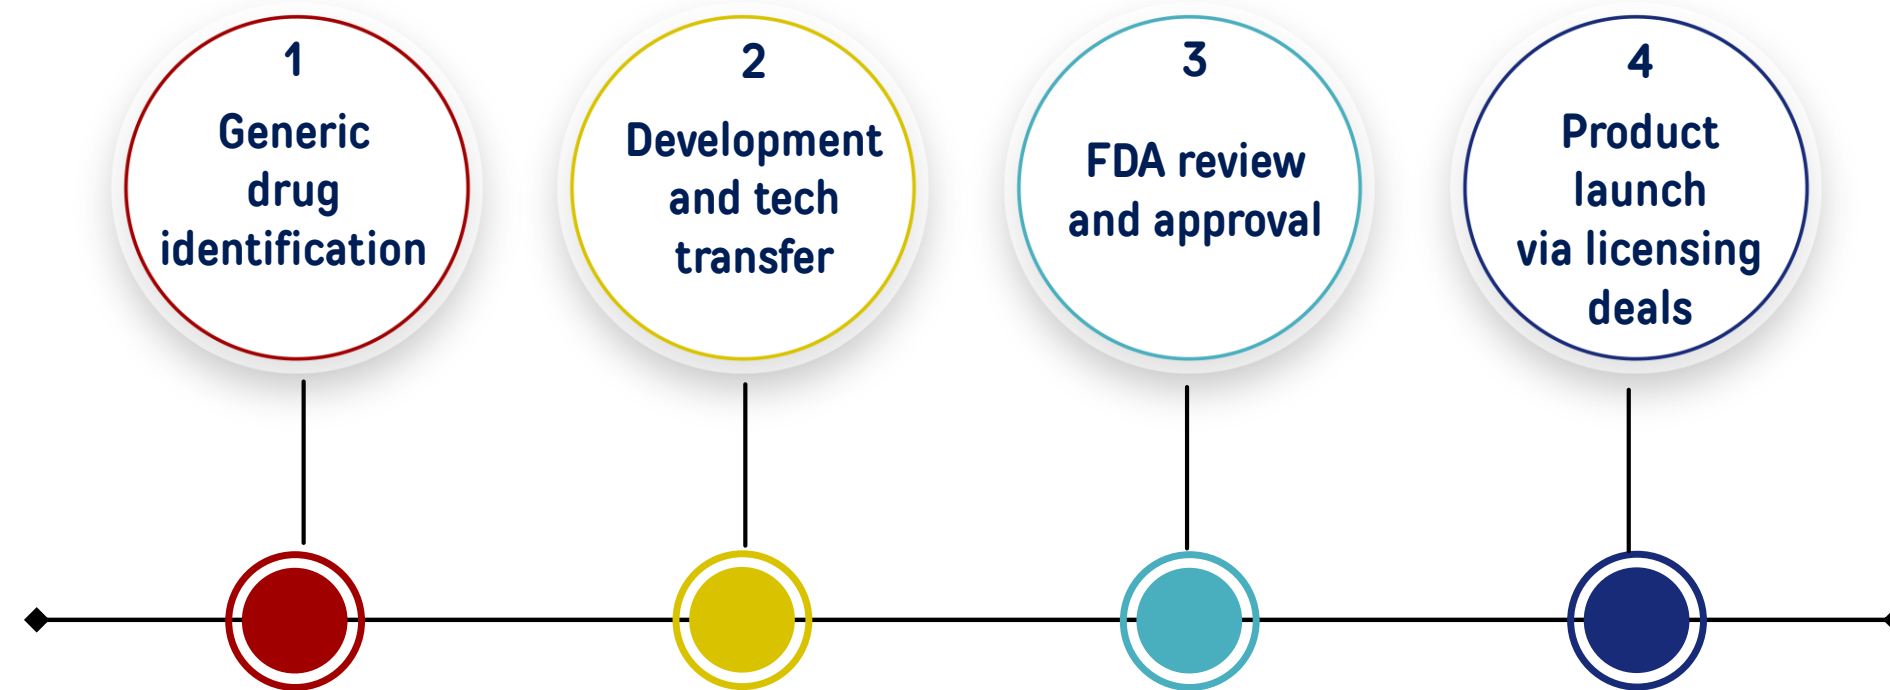 1
Generic
drug
identification
2
Development
and tech
transfer
3
FDA review
and approval
4
Product
launch
via licensing
deals